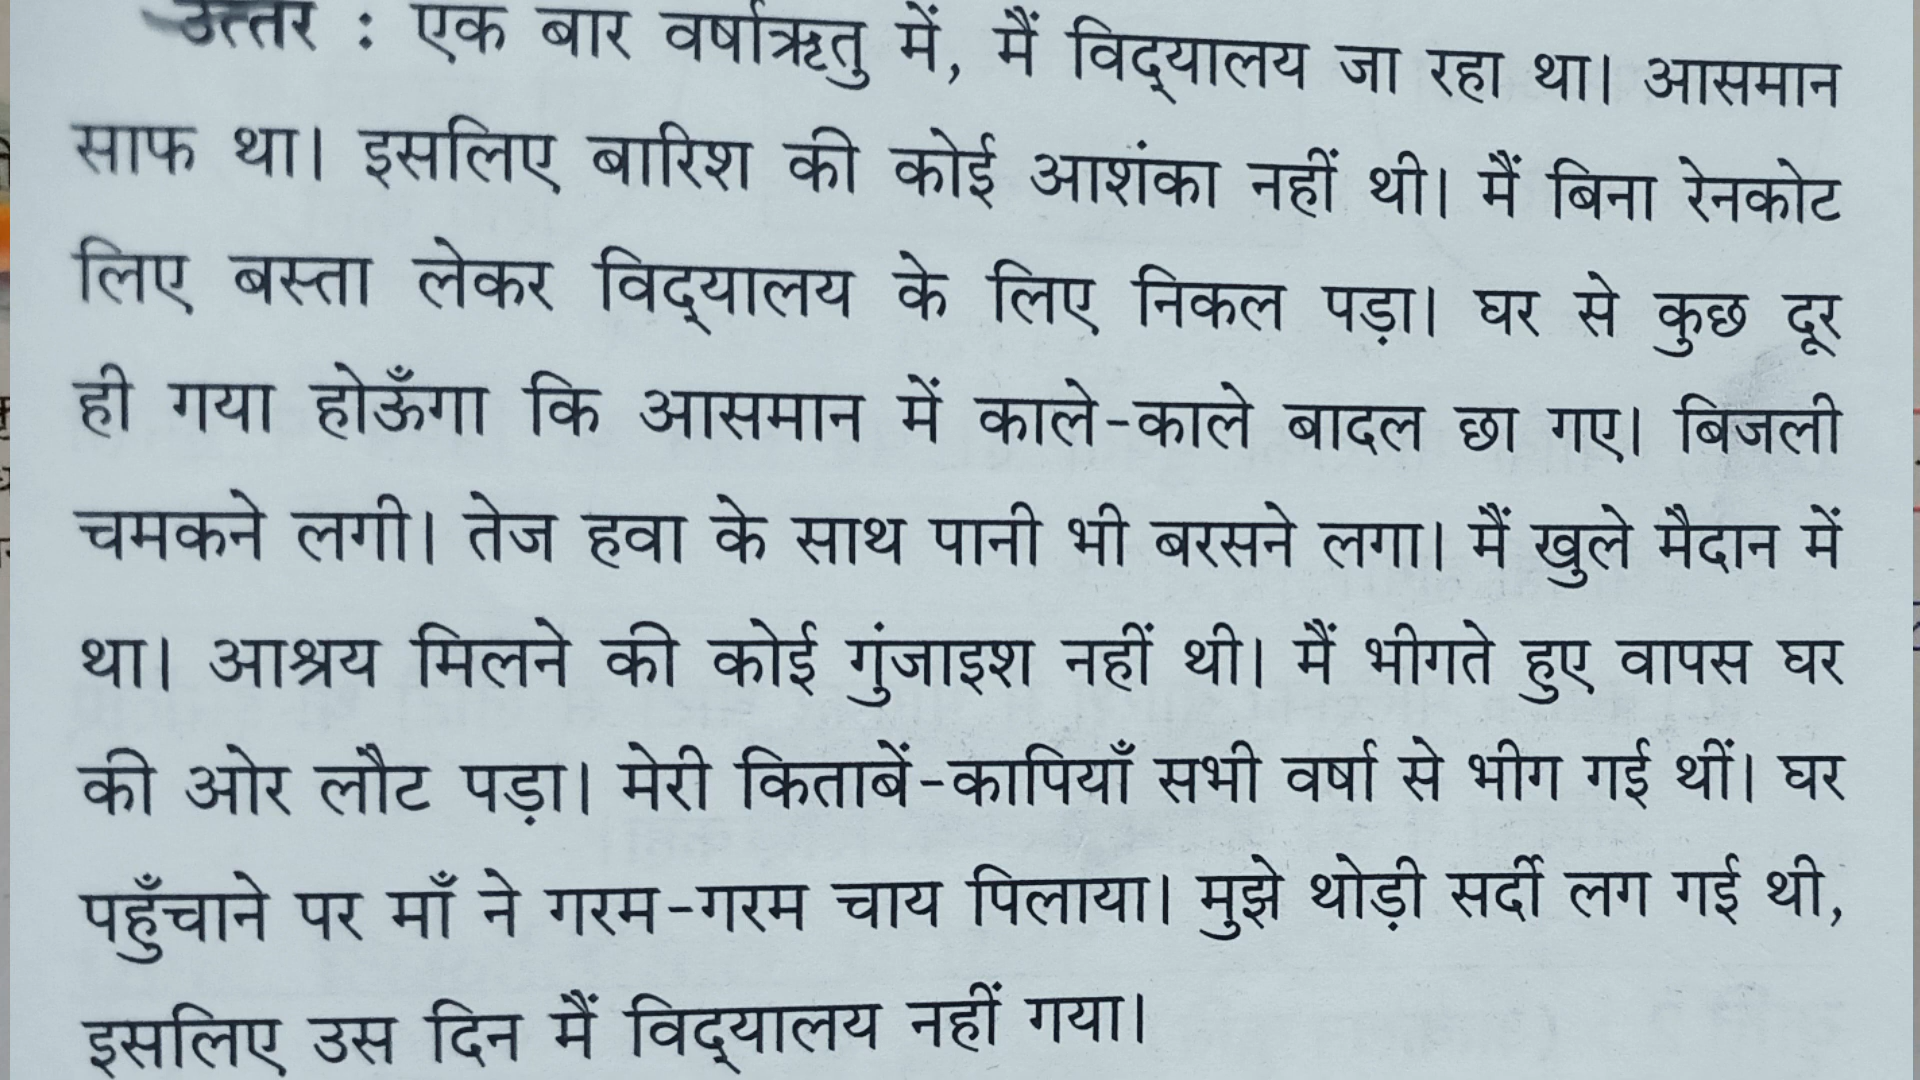 उत्तर : एक बार वर्षाऋतु में, मैं विद्‌यालय जा रहा था। आसमान
साफ था। इसलिए बारिश की कोई आशंका नहीं थी। मैं बिना रेनकोट
लिए बस्ता लेकर विद्‌यालय के लिए निकल पड़ा। घर से कुछ दूर
ही गया होऊँगा कि आसमान में काले-काले बादल छा गए। बिजली
चमकने लगी। तेज हवा के साथ पानी भी बरसने लगा। मैं खुले मैदान में
था। आश्रय मिलने की कोई गुंजाइश नहीं थी। मैं भीगते हुए वापस घर
की ओर लौट पड़ा। मेरी किताबें-कापियाँ सभी वर्षा से भीग गई थीं। घर
पहुँचाने पर माँ ने गरम-गरम चाय पिलाया। मुझे थोड़ी सर्दी लग गई थी,
इसलिए उस दिन मैं विद्‌यालय नहीं गया।